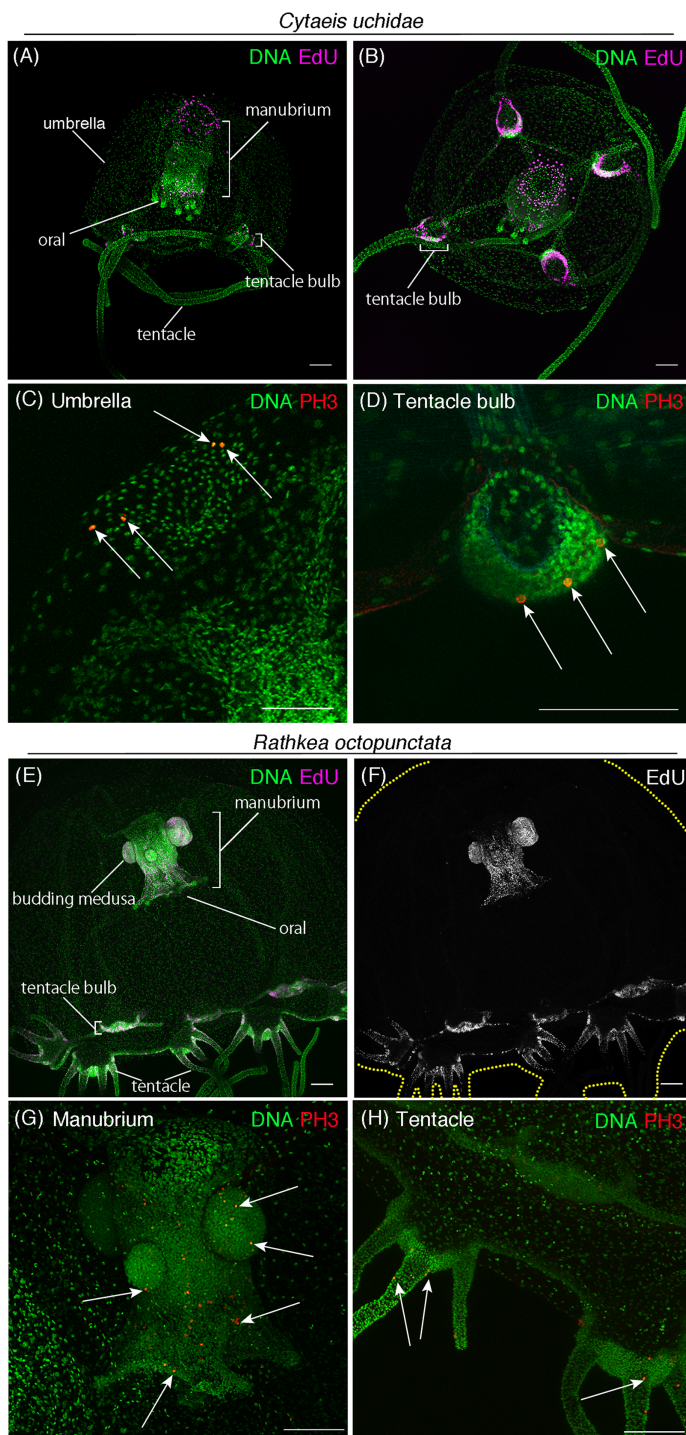 Cytaeis uchidae
(A)
DNA EdU
umbrella
manubrium
oral
tentacle bulb
tentacle
(B)
DNA EdU
tentacle bulb
(C) Umbrella
DNA PH3
(D) Tentacle bulb
DNA PH3
Rathkea octopunctata
(E)
DNA EdU
manubrium
budding medusa
oral
tentacle bulb
tentacle
(F)
EdU
(G) Manubrium
DNA PH3
(H) Tentacle
DNA PH3